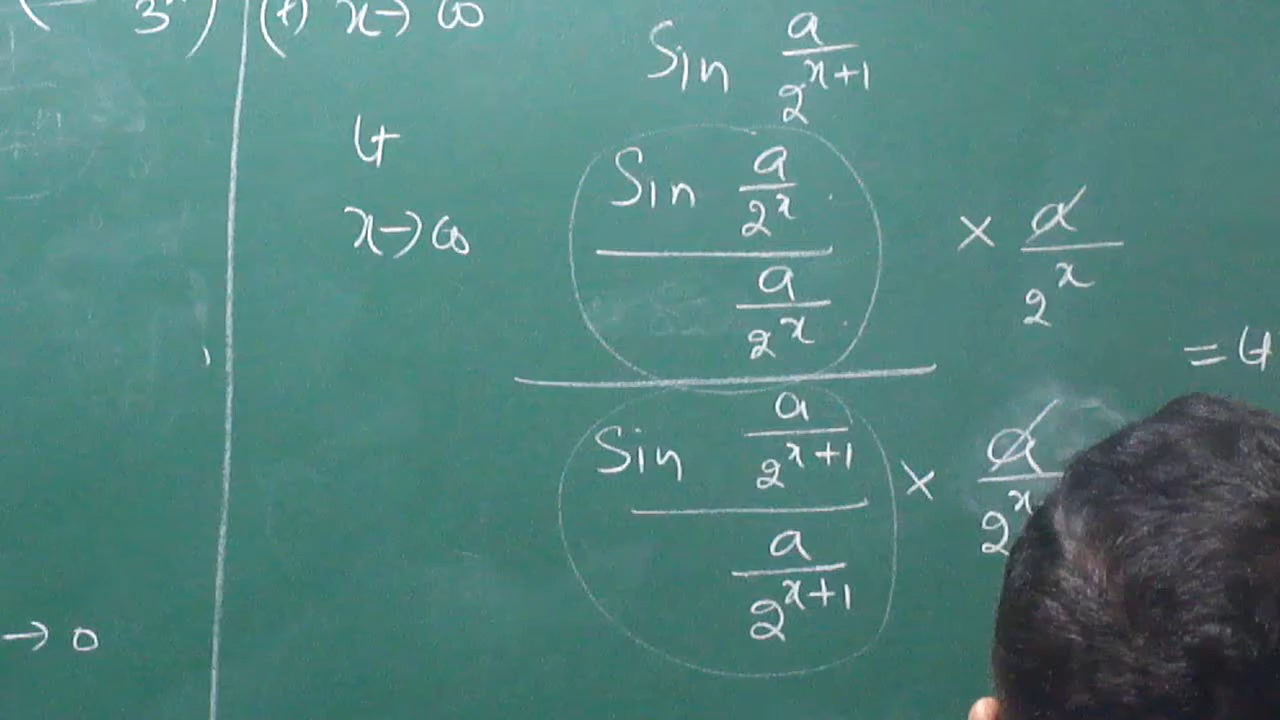 3ⁿ) (f) x→∞
Sin a/2^(x+1)
Lt x→∞
Sin a/2^x
a/2^x
× a/2^x
= Lt
Sin a/2^(x+1)
a/2^(x+1)
× a/2^x
→ 0